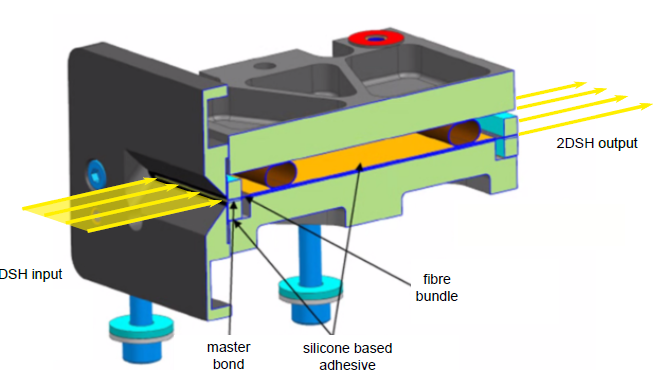 2DSH output
DSH input
fibre
bundle
master
bond
silicone based
adhesive